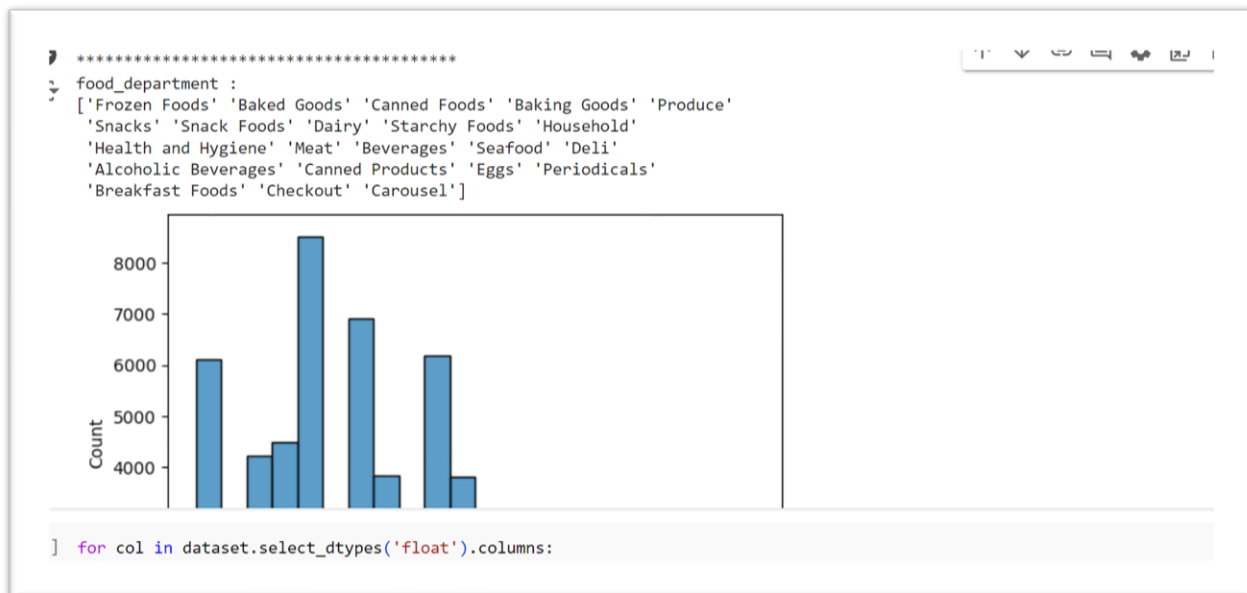 ****************************************
food_department :
['Frozen Foods' 'Baked Goods' 'Canned Foods' 'Baking Goods' 'Produce'
'Snacks' 'Snack Foods' 'Dairy' 'Starchy Foods' 'Household'
'Health and Hygiene' 'Meat' 'Beverages' 'Seafood' 'Deli'
'Alcoholic Beverages' 'Canned Products' 'Eggs' 'Periodicals'
'Breakfast Foods' 'Checkout' 'Carousel']
8000
7000
6000
5000
4000
Count
] for col in dataset.select_dtypes('float').columns: